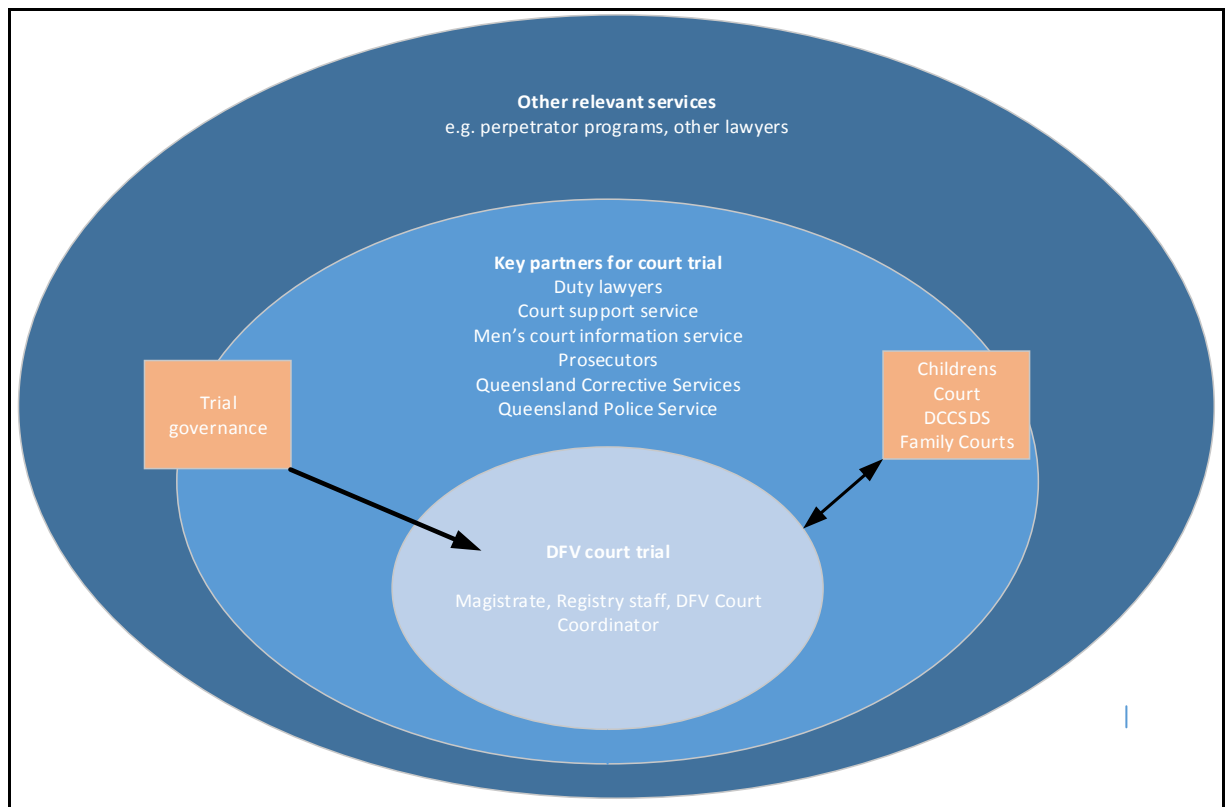 Other relevant services
e.g. perpetrator programs, other lawyers
Key partners for court trial
Duty lawyers
Court support service
Men's court information service
Prosecutors
Queensland Corrective Services
Queensland Police Service
Trial
governance
Childrens
Court
DCCSDS
Family Courts
DFV court trial
Magistrate, Registry staff, DFV Court
Coordinator